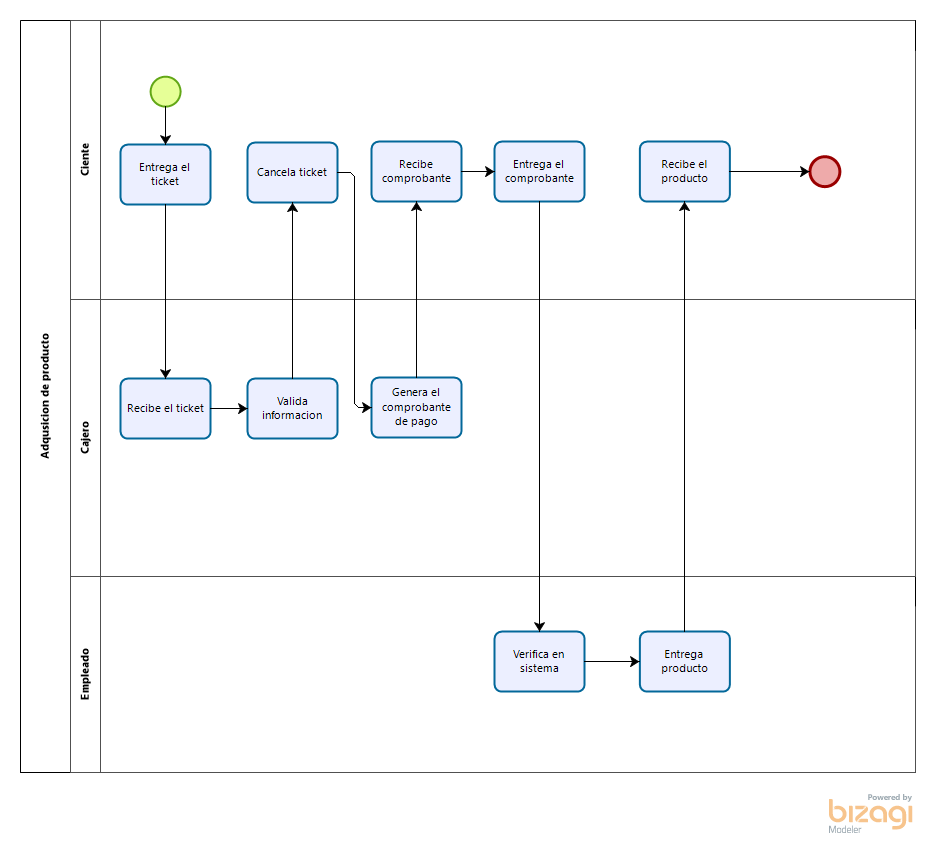 Adqusicion de producto
Cliente
Entrega el
ticket
Cancela ticket
Recibe
comprobante
Entrega el
comprobante
Recibe el
producto
Cajero
Recibe el ticket
Valida
informacion
Genera el
comprobante
de pago
Empleado
Verifica en
sistema
Entrega
producto
Powered by
bizagi
Modeler